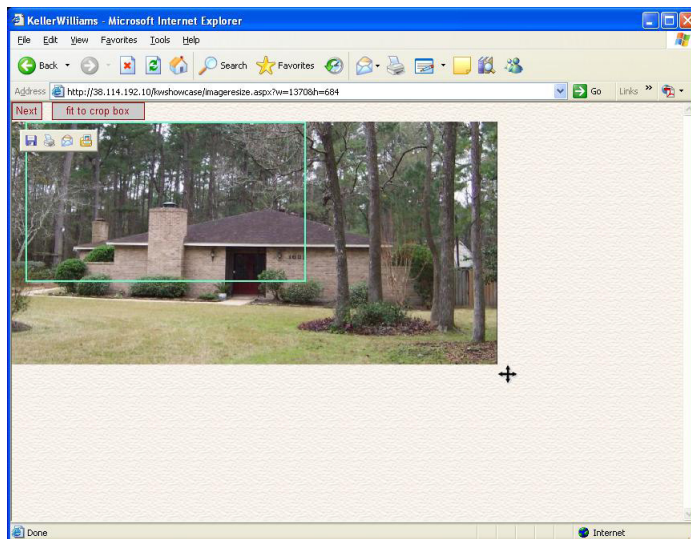 KellerWilliams - Microsoft Internet Explorer
File Edit View Favorites Tools Help
Back Search Favorites
Address http://38.114.192.10/kwshowcase/imageresize.aspx?w=1370&h=684 Go Links »
Next fit to crop box
Done Internet